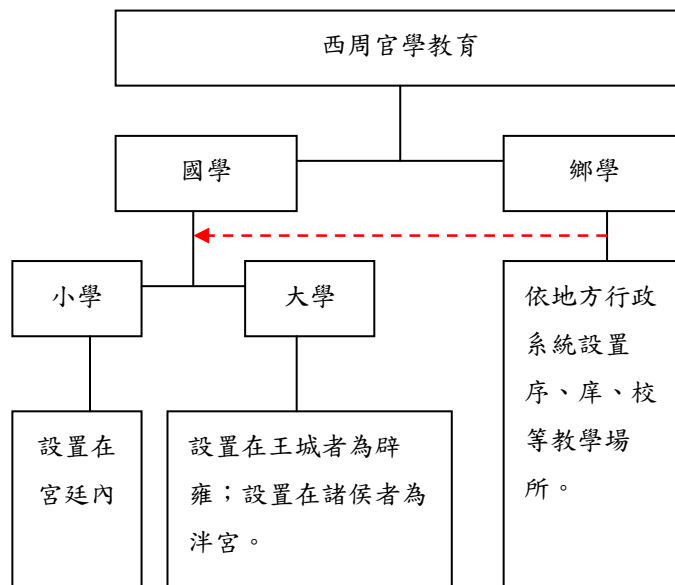 西周官學教育
國學
鄉學
小學
大學
依地方行政
系統設置
序、庠、校
等教學場
所。
設置在
宮廷內
設置在王城者為辟
雍；設置在諸侯者為
泮宮。